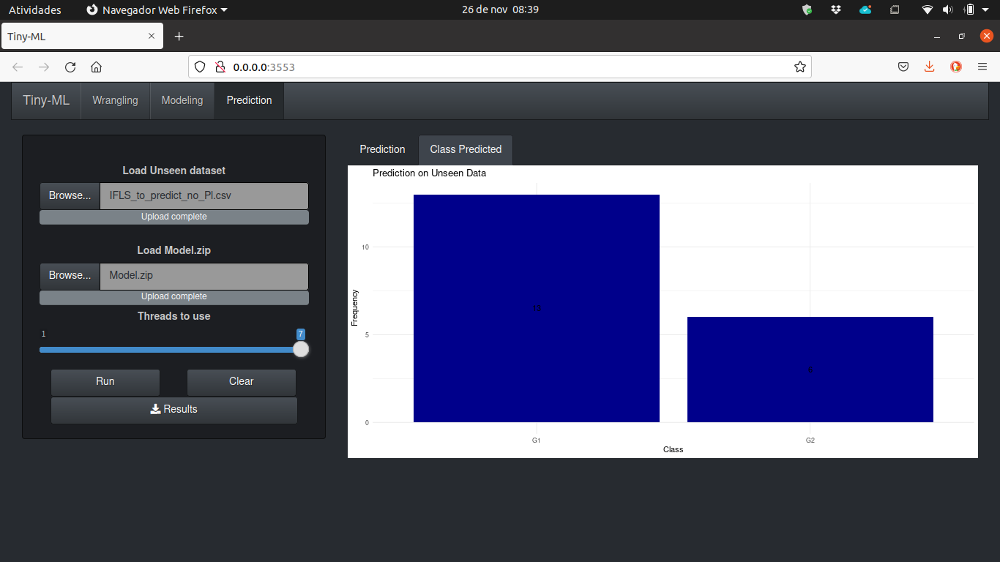 Atividades
Navegador Web Firefox
26 de nov 08:39
Tiny-ML
0.0.0.0:3553
Tiny-ML
Wrangling
Modeling
Prediction
Load Unseen dataset
Browse...
IFLS_to_predict_no_Pl.csv
Upload complete
Load Model.zip
Browse...
Model.zip
Upload complete
Threads to use
1
7
Run
Clear
Results
Prediction
Class Predicted
Prediction on Unseen Data
Frequency
10
5
0
13
6
G1
G2
Class